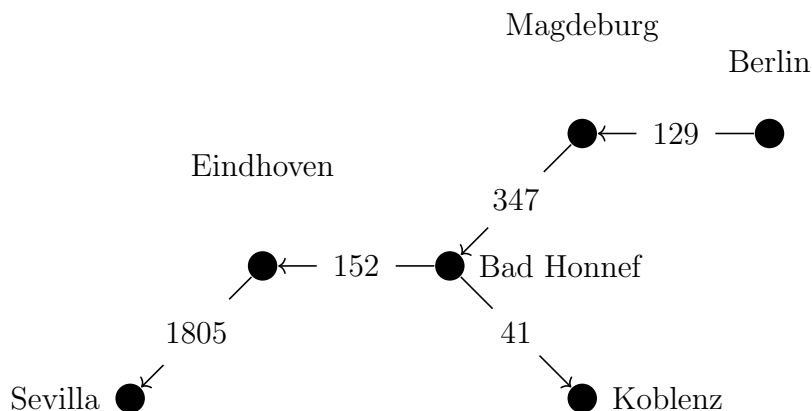 Magdeburg
Berlin
129
Eindhoven
347
152
Bad Honnef
1805
41
Sevilla
Koblenz